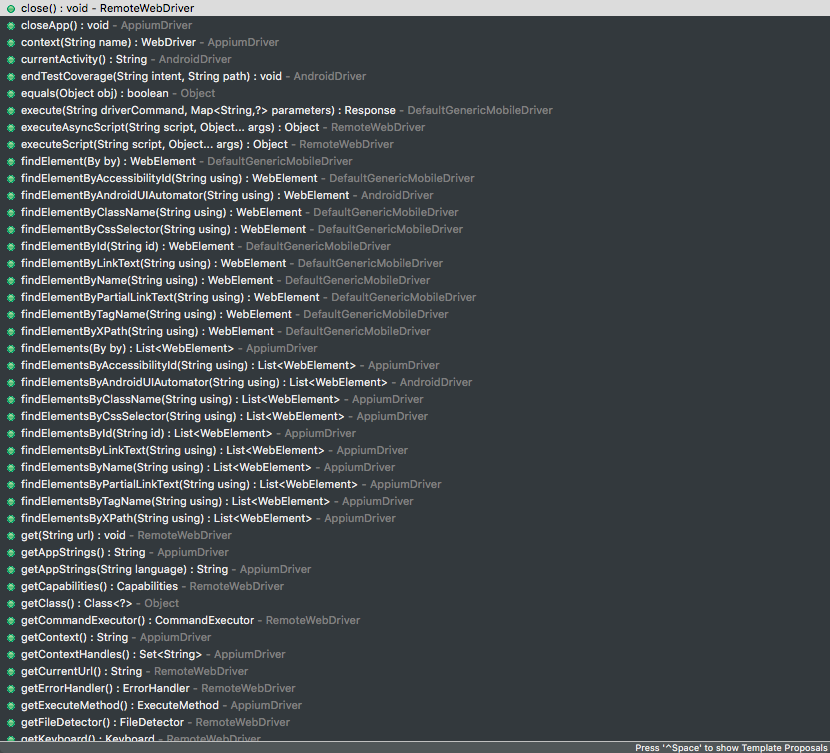 close() : void - RemoteWebDriver
closeApp() : void - AppiumDriver
context(String name) : WebDriver - AppiumDriver
currentActivity() : String - AndroidDriver
endTestCoverage(String intent, String path) : void - AndroidDriver
equals(Object obj) : boolean - Object
execute(String driverCommand, Map<String,?> parameters) : Response - DefaultGenericMobileDriver
executeAsyncScript(String script, Object... args) : Object - RemoteWebDriver
executeScript(String script, Object... args) : Object - RemoteWebDriver
findElement(By by) : WebElement - DefaultGenericMobileDriver
findElementByAccessibilityId(String using) : WebElement - DefaultGenericMobileDriver
findElementByAndroidUIAutomator(String using) : WebElement - AndroidDriver
findElementByClassName(String using) : WebElement - DefaultGenericMobileDriver
findElementByCssSelector(String using) : WebElement - DefaultGenericMobileDriver
findElementById(String id) : WebElement - DefaultGenericMobileDriver
findElementByLinkText(String using) : WebElement - DefaultGenericMobileDriver
findElementByName(String using) : WebElement - DefaultGenericMobileDriver
findElementByPartialLinkText(String using) : WebElement - DefaultGenericMobileDriver
findElementByTagName(String using) : WebElement - DefaultGenericMobileDriver
findElementByXPath(String using) : WebElement - DefaultGenericMobileDriver
findElements(By by) : List<WebElement> - AppiumDriver
findElementsByAccessibilityId(String using) : List<WebElement> - AppiumDriver
findElementsByAndroidUIAutomator(String using) : List<WebElement> - AndroidDriver
findElementsByClassName(String using) : List<WebElement> - AppiumDriver
findElementsByCssSelector(String using) : List<WebElement> - AppiumDriver
findElementsById(String id) : List<WebElement> - AppiumDriver
findElementsByLinkText(String using) : List<WebElement> - AppiumDriver
findElementsByName(String using) : List<WebElement> - AppiumDriver
findElementsByPartialLinkText(String using) : List<WebElement> - AppiumDriver
findElementsByTagName(String using) : List<WebElement> - AppiumDriver
findElementsByXPath(String using) : List<WebElement> - AppiumDriver
get(String url) : void - RemoteWebDriver
getAppStrings() : String - AppiumDriver
getAppStrings(String language) : String - AppiumDriver
getCapabilities() : Capabilities - RemoteWebDriver
getClass() : Class<?> - Object
getCommandExecutor() : CommandExecutor - RemoteWebDriver
getContext() : String - AppiumDriver
getContextHandles() : Set<String> - AppiumDriver
getCurrentUrl() : String - RemoteWebDriver
getErrorHandler() : ErrorHandler - RemoteWebDriver
getExecuteMethod() : ExecuteMethod - AppiumDriver
getFileDetector() : FileDetector - RemoteWebDriver
getKeyboard() : Keyboard - RemoteWebDriver
Press '^Space' to show Template Proposals